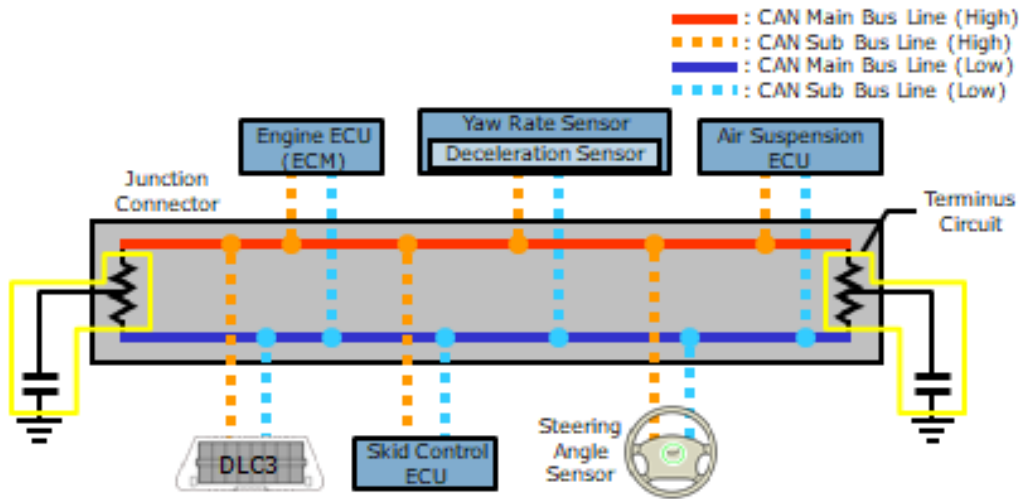 : CAN Main Bus Line (High)
: CAN Sub Bus Line (High)
: CAN Main Bus Line (Low)
: CAN Sub Bus Line (Low)
Engine ECU
(ECM)
Yaw Rate Sensor
Deceleration Sensor
Air Suspension
ECU
Junction
Connector
Terminus
Circuit
DLC3
Skid Control
ECU
Steering
Angle
Sensor